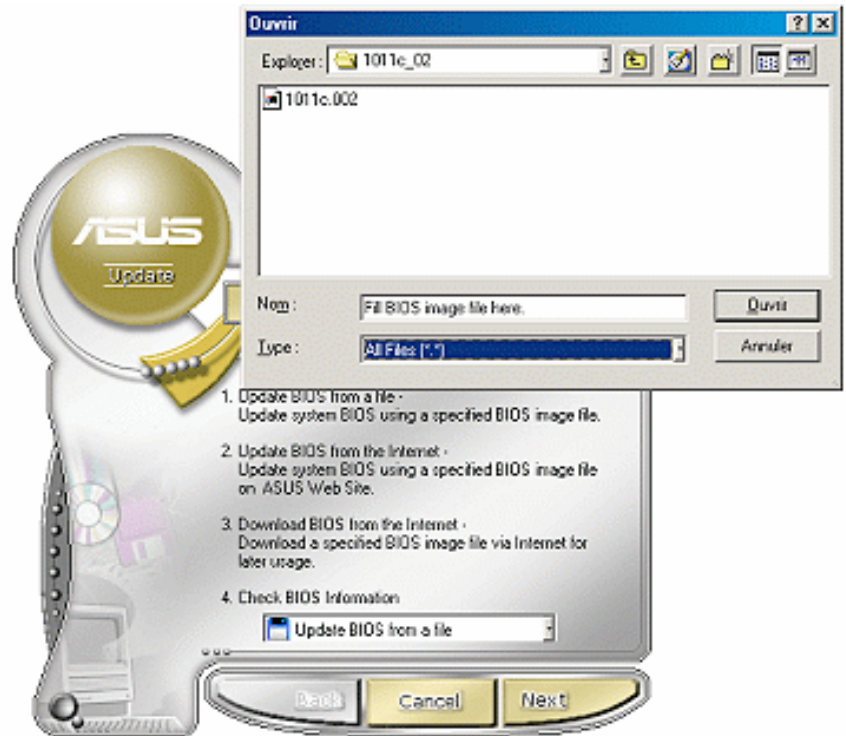 Ouvrir
Explorer : 1011c_02
1011c.002
Nom : Fill BIOS image file here. Ouvrir
Type : All Files (*.*) Annuler
ASUS
Update
1. Update BIOS from a file -
Update system BIOS using a specified BIOS image file.
2. Update BIOS from the Internet -
Update system BIOS using a specified BIOS image file
on ASUS Web Site.
3. Download BIOS from the Internet -
Download a specified BIOS image file via Internet for
later usage.
4. Check BIOS Information
Update BIOS from a file
Back Cancel Next